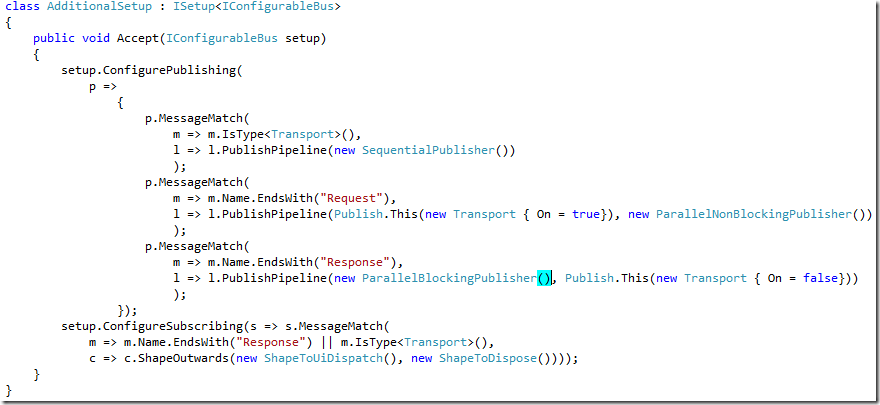 class AdditionalSetup : ISetup<IConfigurableBus>
{
    public void Accept(IConfigurableBus setup)
    {
        setup.ConfigurePublishing(
            p =>
                {
                    p.MessageMatch(
                        m => m.IsType<Transport>(),
                        l => l.PublishPipeline(new SequentialPublisher())
                        );
                    p.MessageMatch(
                        m => m.Name.EndsWith("Request"),
                        l => l.PublishPipeline(Publish.This(new Transport { On = true}), new ParallelNonBlockingPublisher())
                        );
                    p.MessageMatch(
                        m => m.Name.EndsWith("Response"),
                        l => l.PublishPipeline(new ParallelBlockingPublisher(), Publish.This(new Transport { On = false}))
                        );
                });
        setup.ConfigureSubscribing(s => s.MessageMatch(
            m => m.Name.EndsWith("Response") || m.IsType<Transport>(),
            c => c.ShapeOutwards(new ShapeToUiDispatch(), new ShapeToDispose())));
    }
}